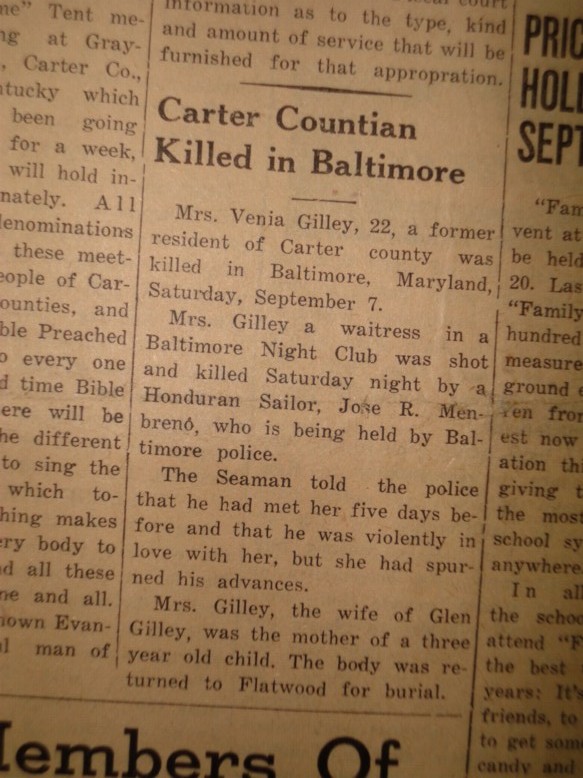 me" Tent me-
ng at Gray-
, Carter Co.,
ntucky which
been going
for a week,
will hold in-
nately. All
denominations
these meet-
eople of Car-
ounties, and
ble Preached
o every one
d time Bible
ere will be
he different
to sing the
which to-
hing makes
ery body to
d all these
ne and all.
nown Evan-
l man of
information as to the type, kind
and amount of service that will be
furnished for that appropration.
Carter Countian
Killed in Baltimore
Mrs. Venia Gilley, 22, a former
resident of Carter county was
killed in Baltimore, Maryland,
Saturday, September 7.
Mrs. Gilley a waitress in a
Baltimore Night Club was shot
and killed Saturday night by a
Honduran Sailor, Jose R. Men-
brenó, who is being held by Bal-
timore police.
The Seaman told the police
that he had met her five days be-
fore and that he was violently in
love with her, but she had spur-
ned his advances.
Mrs. Gilley, the wife of Glen
Gilley, was the mother of a three
year old child. The body was re-
turned to Flatwood for burial.
PRIC
HOL
SEPT
"Fam
vent at
be held
20. Las
"Family
hundred
measure
ground
ren fron
est now
ation thi
giving t
the most
school sy
anywhere
In all
the schoo
attend "F
the best
years: It's
friends, to
to get som
candy and
Members Of